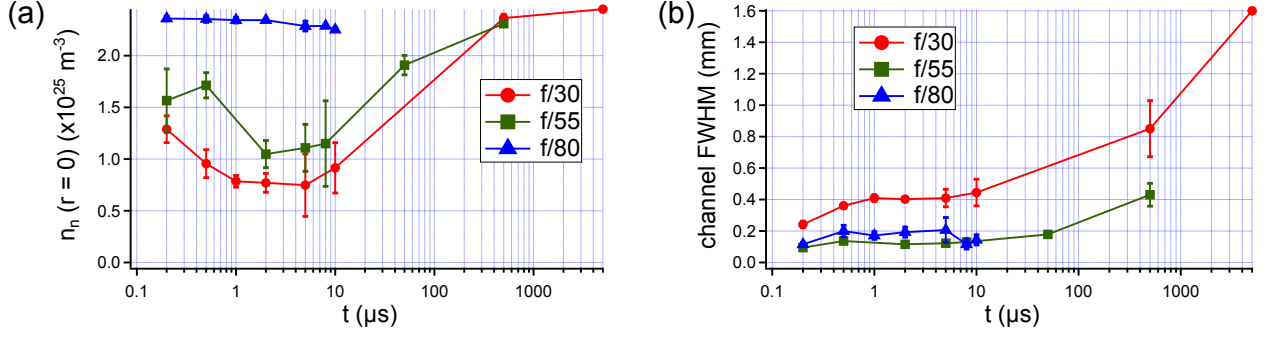 (a)
n_n (r = 0) (x10^25 m^-3)
2.0
1.5
1.0
0.5
0.0
f/30
f/55
f/80
0.1
1
10
100
1000
t (µs)
(b)
channel FWHM (mm)
1.6
1.4
1.2
1.0
0.8
0.6
0.4
0.2
0.0
f/30
f/55
f/80
0.1
1
10
100
1000
t (µs)